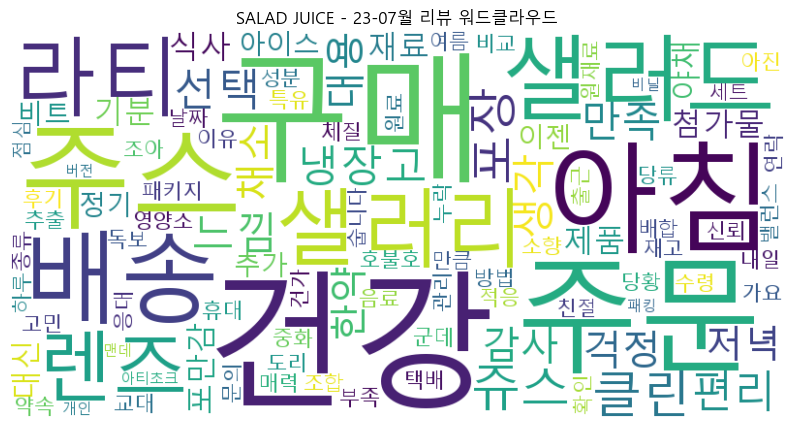 SALAD JUICE - 23-07월 리뷰 워드클라우드
라티
식사
아이스
대용
재료
여름
비교
샐러드
야채
아진
비트
기분
선택
성분
특유
구매
원료
포장
만족
원재료
비닐
세트
첨가물
점심
날짜
이유
체질
이젠
연락
조아
버전
주스
채소
냉장고
생각
출근
당류
아침
밸런스
후기
정기
패키지
추출
영양소
독보
느낌
샐러리
습니다
누락
소향
제품
배합
재고
신뢰
내일
종류
하루
배송
추가
호불호
만큼
방법
적응
당황
수령
가요
고민
응대
휴대
건강
건가
한약
음료
관리
주문
친절
패킹
대신
렌즈
맨데
포만감
중화
도리
군데
감사
걱정
저녁
아티초크
매력
조합
택배
쥬스
클린
편리
약속
개인
교대
문의
부족
확인